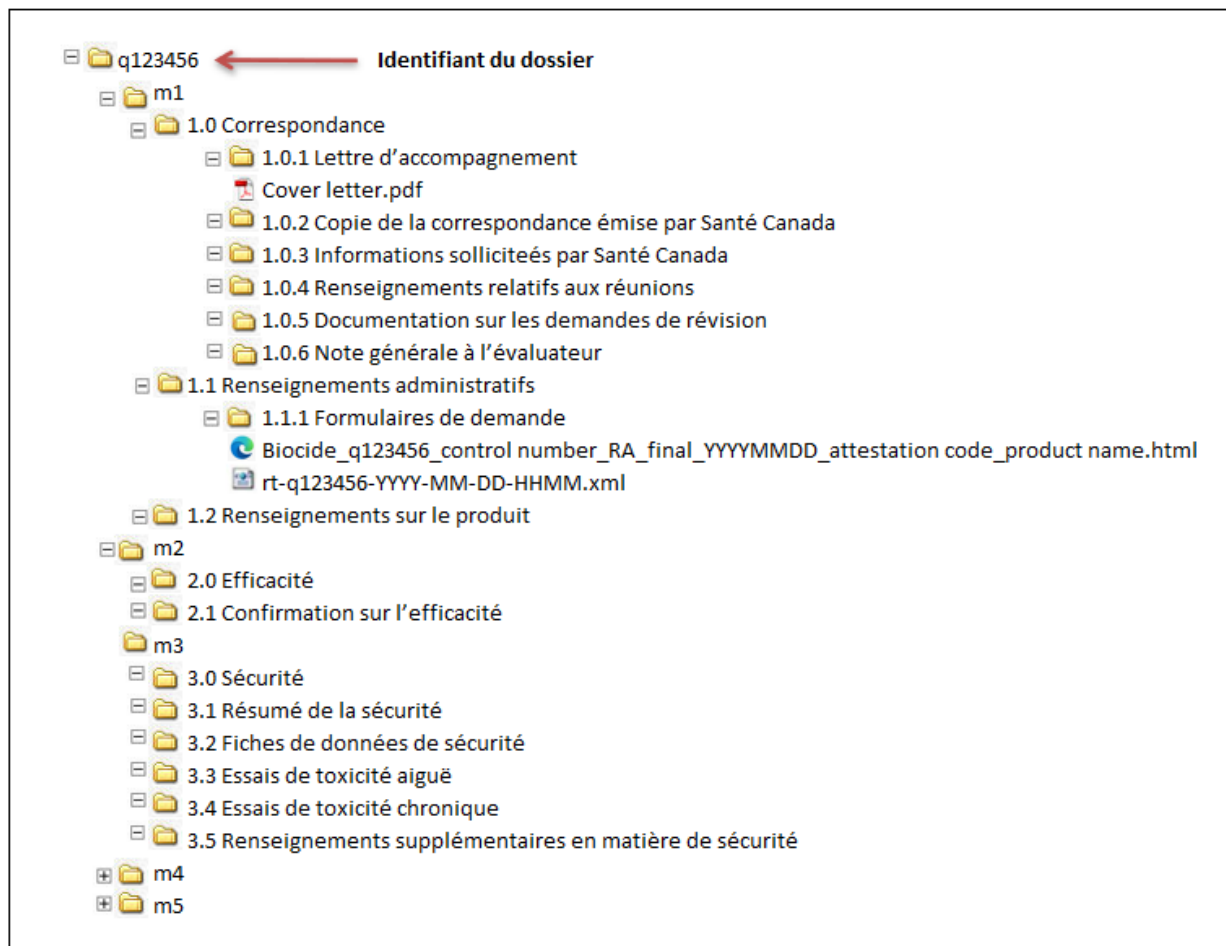 q123456 Identifiant du dossier
m1
1.0 Correspondance
1.0.1 Lettre d'accompagnement
Cover letter.pdf
1.0.2 Copie de la correspondance émise par Santé Canada
1.0.3 Informations solliciteés par Santé Canada
1.0.4 Renseignements relatifs aux réunions
1.0.5 Documentation sur les demandes de révision
1.0.6 Note générale à l'évaluateur
1.1 Renseignements administratifs
1.1.1 Formulaires de demande
Biocide_q123456_control number_RA_final_YYYYMMDD_attestation code_product name.html
rt-q123456-YYYY-MM-DD-HHMM.xml
1.2 Renseignements sur le produit
m2
2.0 Efficacité
2.1 Confirmation sur l'efficacité
m3
3.0 Sécurité
3.1 Résumé de la sécurité
3.2 Fiches de données de sécurité
3.3 Essais de toxicité aiguë
3.4 Essais de toxicité chronique
3.5 Renseignements supplémentaires en matière de sécurité
m4
m5